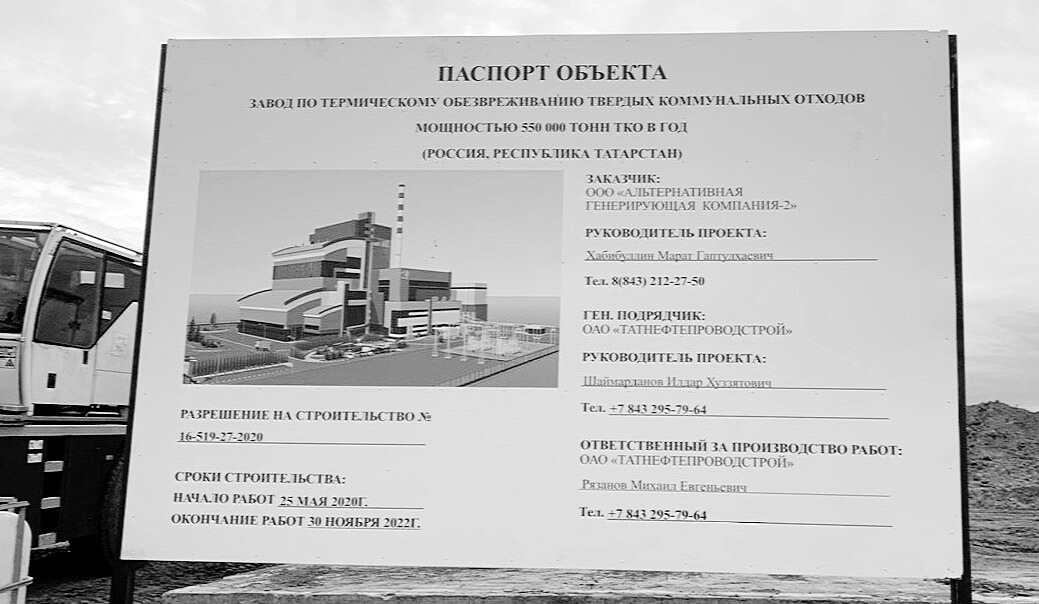 ПАСПОРТ ОБЪЕКТА
ЗАВОД ПО ТЕРМИЧЕСКОМУ ОБЕЗВРЕЖИВАНИЮ ТВЕРДЫХ КОММУНАЛЬНЫХ ОТХОДОВ
МОЩНОСТЬЮ 550 000 ТОНН ТКО В ГОД
(РОССИЯ, РЕСПУБЛИКА ТАТАРСТАН)
ЗАКАЗЧИК:
ООО «АЛЬТЕРНАТИВНАЯ
ГЕНЕРИРУЮЩАЯ КОМПАНИЯ-2»
РУКОВОДИТЕЛЬ ПРОЕКТА:
Хабибуллин Марат Гаптулхаевич
Тел. 8(843) 212-27-50
ГЕН. ПОДРЯДЧИК:
ОАО «ТАТНЕФТЕПРОВОДСТРОЙ»
РУКОВОДИТЕЛЬ ПРОЕКТА:
Шаймарданов Илдар Хуззятович
Тел. +7 843 295-79-64
ОТВЕТСТВЕННЫЙ ЗА ПРОИЗВОДСТВО РАБОТ:
ОАО «ТАТНЕФТЕПРОВОДСТРОЙ»
Рязанов Михаил Евгеньевич
Тел. +7 843 295-79-64
РАЗРЕШЕНИЕ НА СТРОИТЕЛЬСТВО №
16-519-27-2020
СРОКИ СТРОИТЕЛЬСТВА:
НАЧАЛО РАБОТ 25 МАЯ 2020Г.
ОКОНЧАНИЕ РАБОТ 30 НОЯБРЯ 2022Г.